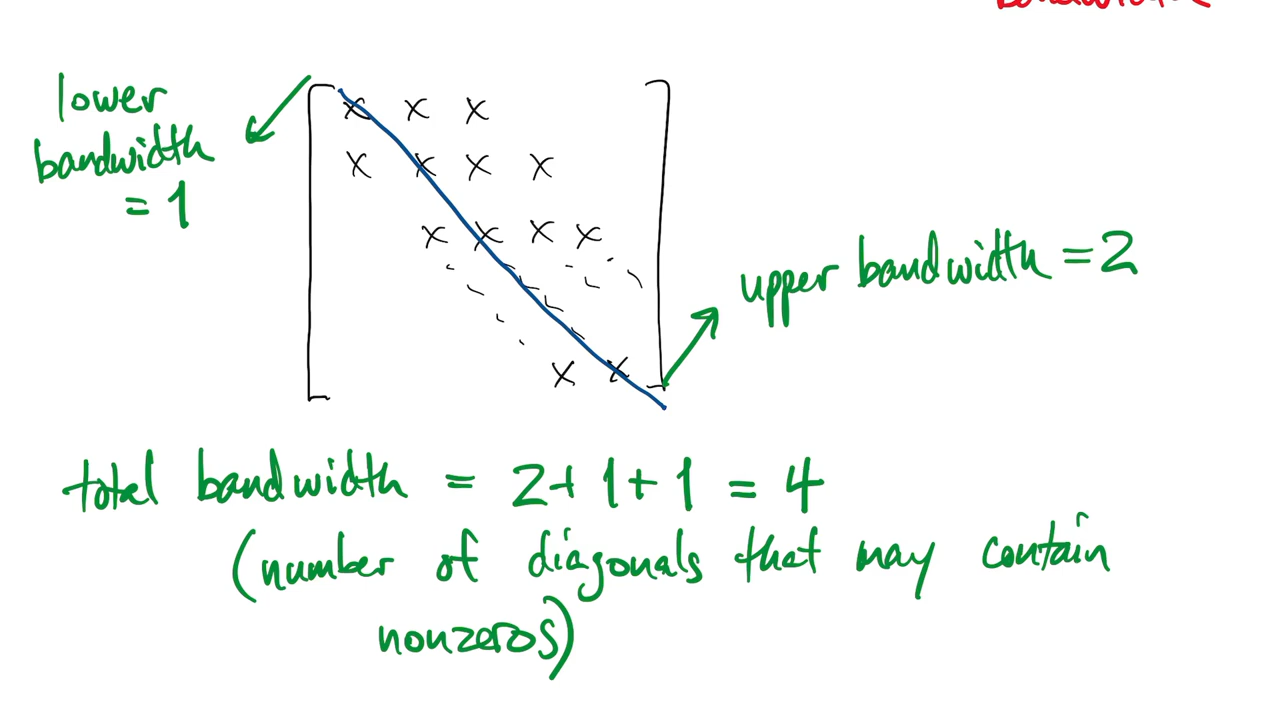 bandwidth
lower
bandwidth
= 1
x x x
x x x x
x x x x
x x
upper bandwidth = 2
total bandwidth = 2 + 1 + 1 = 4
(number of diagonals that may contain
nonzeros)